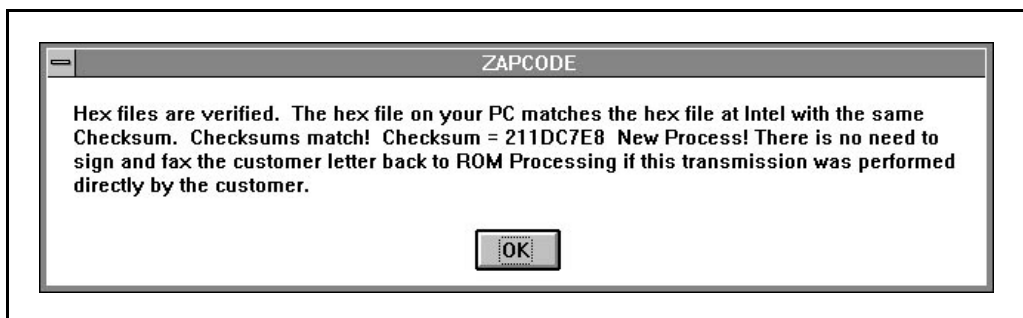 ZAPCODE
Hex files are verified.  The hex file on your PC matches the hex file at Intel with the same
Checksum.  Checksums match!  Checksum = 211DC7E8  New Process! There is no need to
sign and fax the customer letter back to ROM Processing if this transmission was performed
directly by the customer.
OK